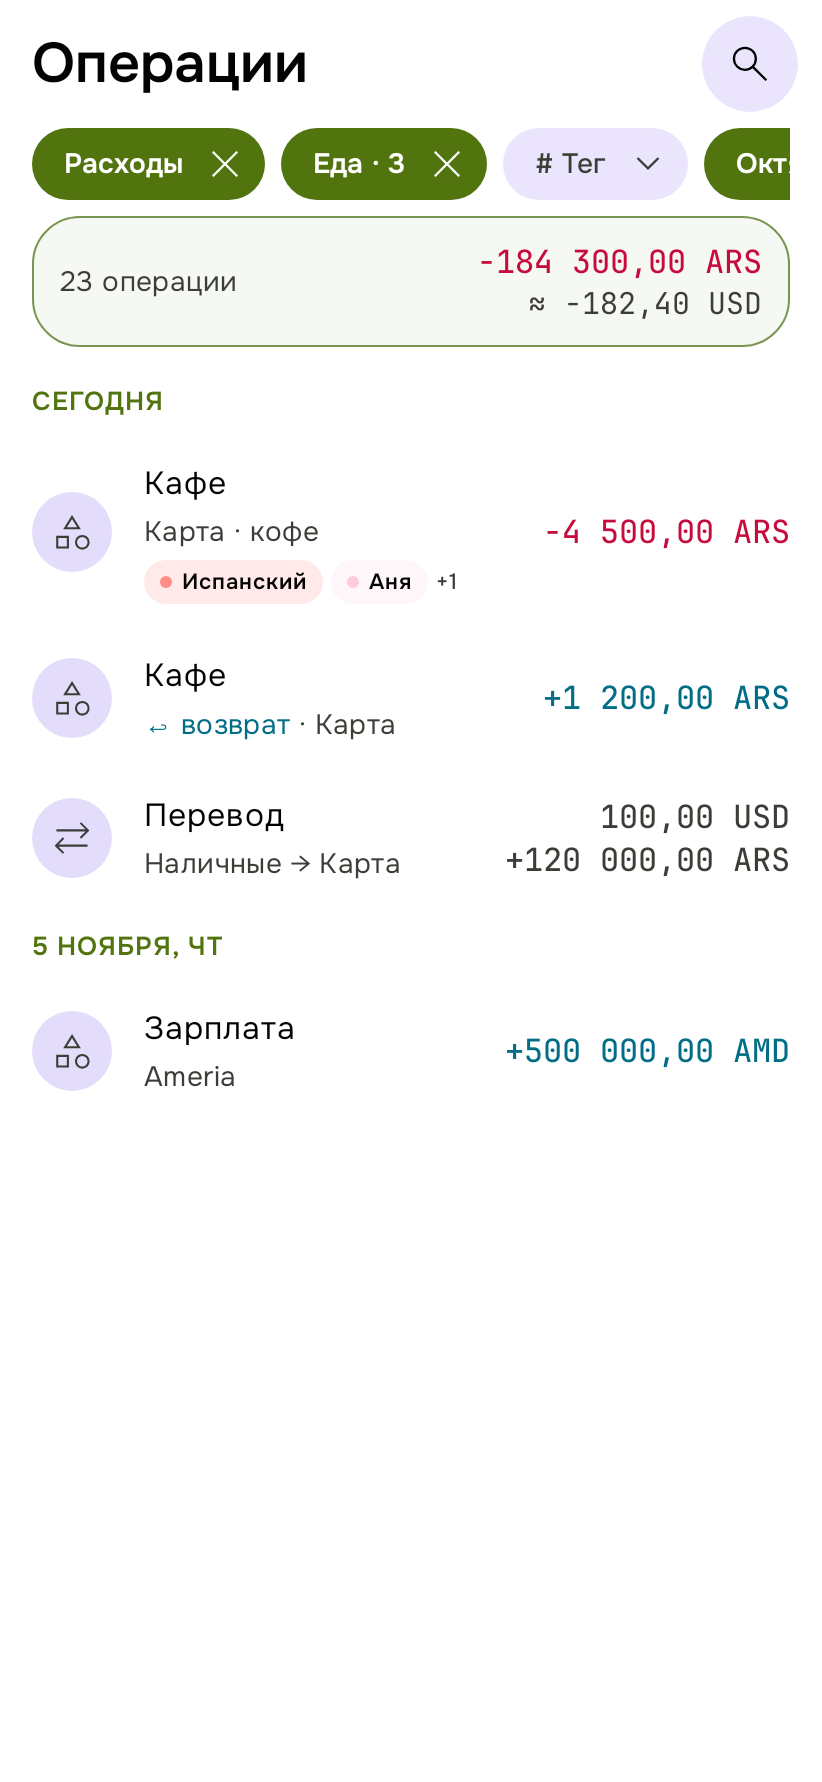 Операции
Расходы
Еда · 3
# Тег
23 операции
-184 300,00 ARS
≈ -182,40 USD
СЕГОДНЯ
Кафе
Карта · кофе
-4 500,00 ARS
Испанский
Аня
+1
Кафе
↩ возврат · Карта
+1 200,00 ARS
Перевод
Наличные → Карта
100,00 USD
+120 000,00 ARS
5 НОЯБРЯ, ЧТ
Зарплата
Ameria
+500 000,00 AMD